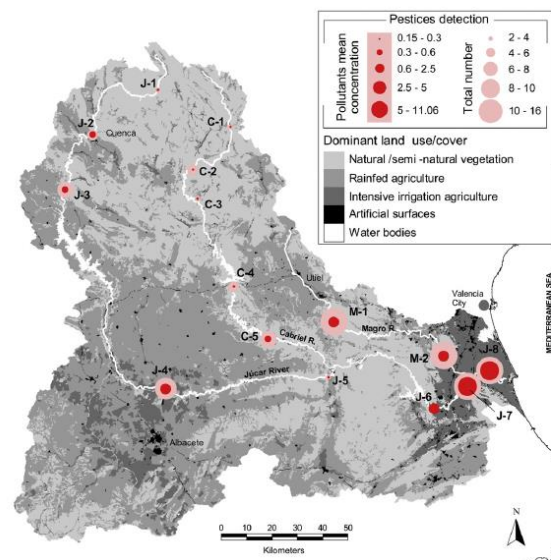 Pestices detection
Pollutants mean
concentration
0.15 - 0.3
0.3 - 0.6
0.6 - 2.5
2.5 - 5
5 - 11.06
Total number
2 - 4
4 - 6
6 - 8
8 - 10
10 - 16
Dominant land use/cover
Natural /semi -natural vegetation
Rainfed agriculture
Intensive irrigation agriculture
Artificial surfaces
Water bodies
J-1
C-1
J-2
Cuenca
C-2
J-3
C-3
C-4
Utiel
Valencia
City
MEDITERRANEAN SEA
M-1
Magro R.
C-5
Cabriel R.
M-2
J-8
J-4
Júcar River
J-5
J-6
J-7
Albacete
N
0 10 20 30 40 50
Kilometers